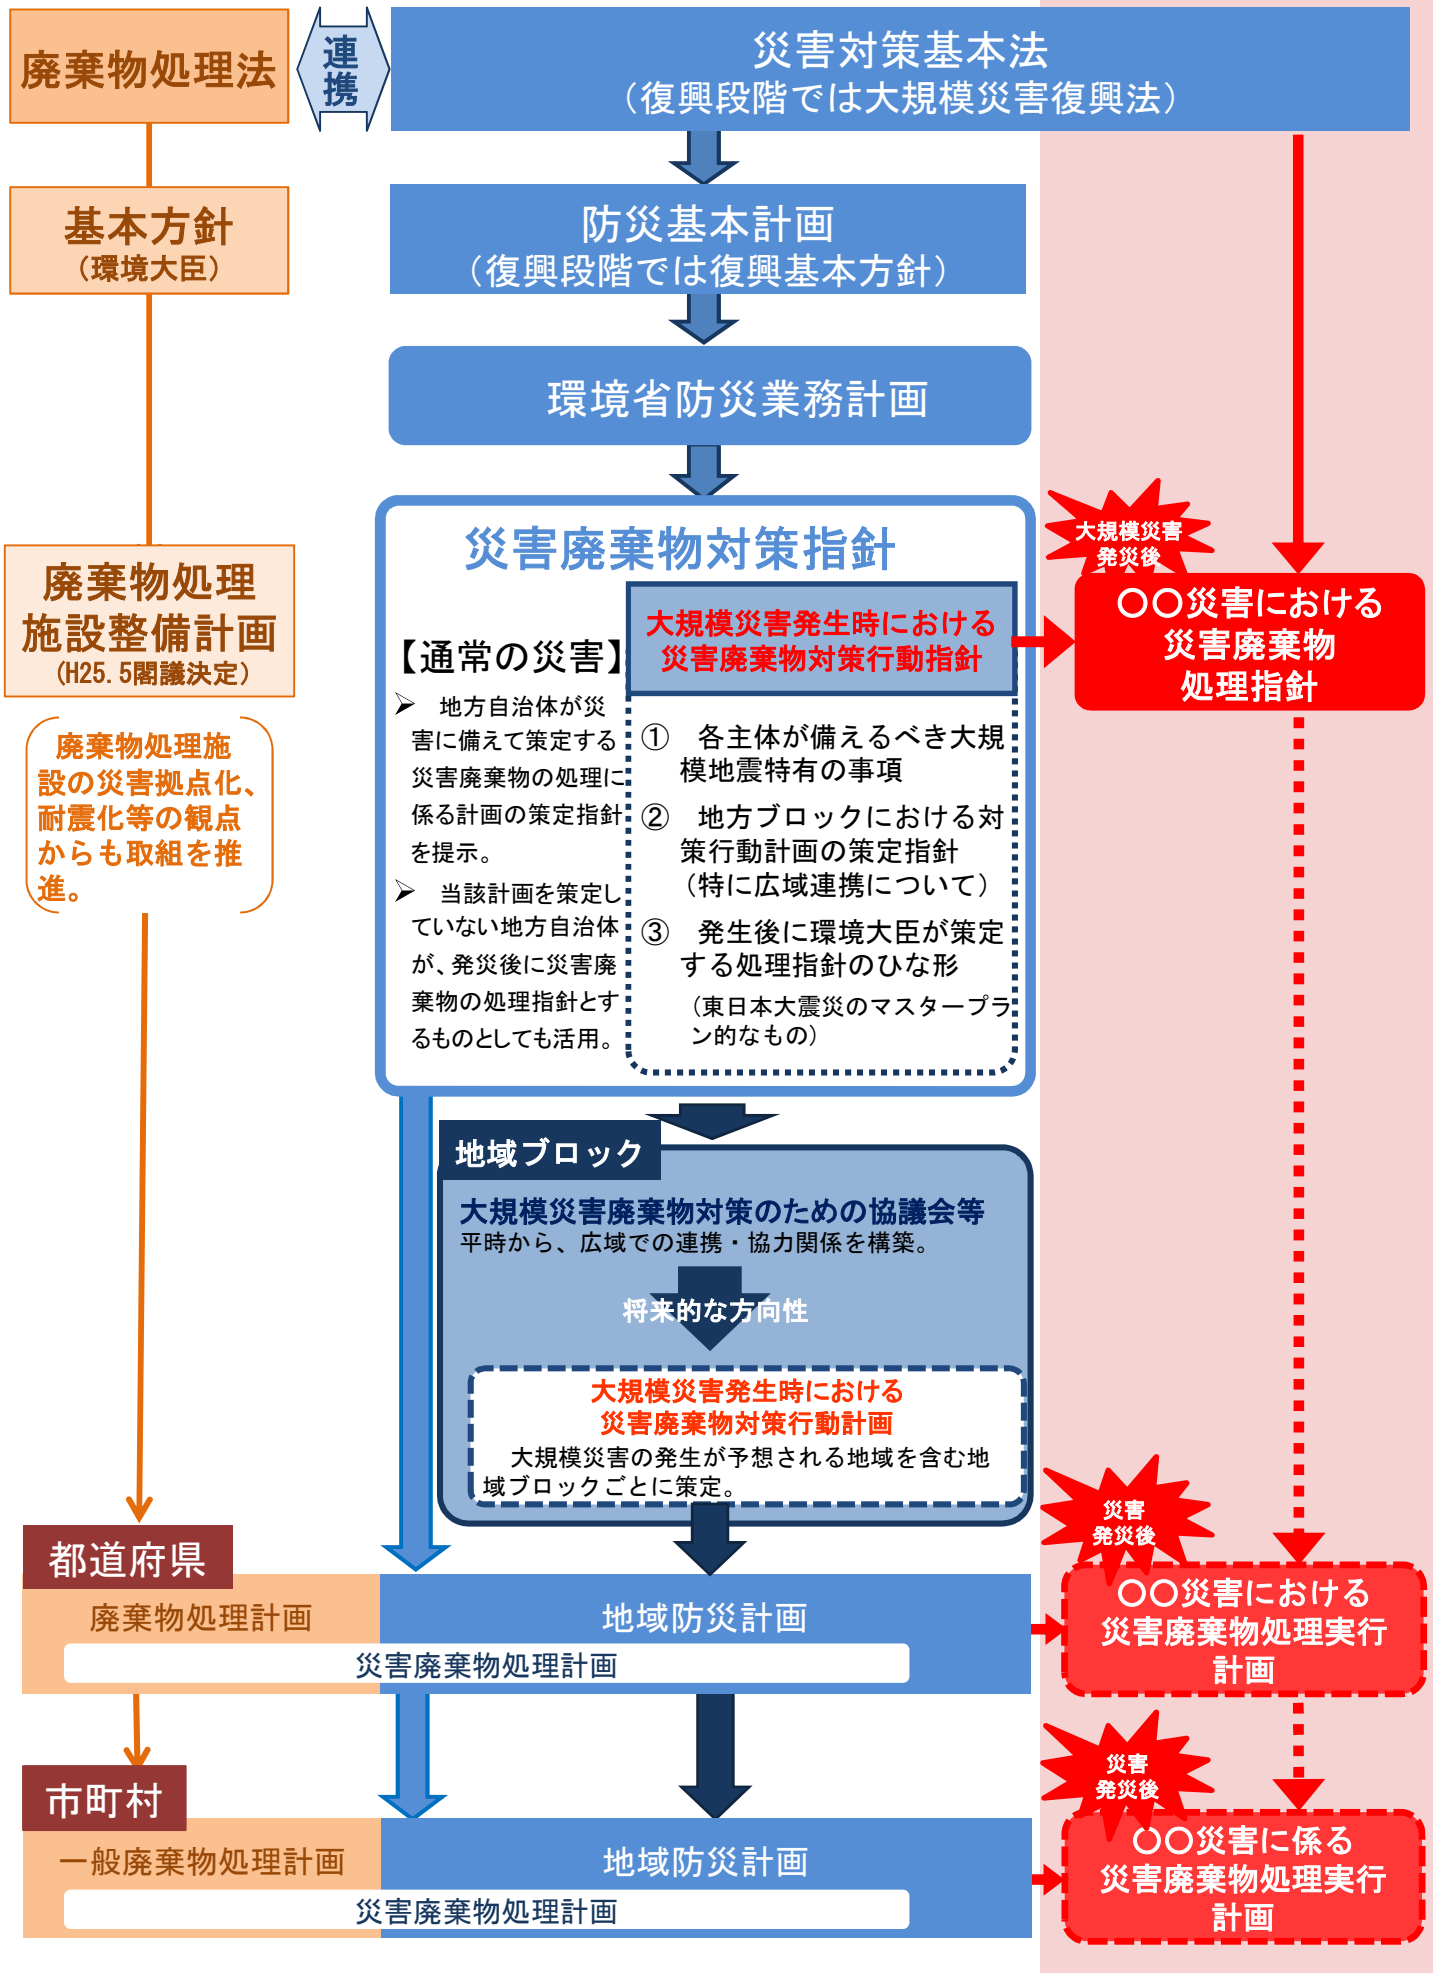 廃棄物処理法
連
携
災害対策基本法
（復興段階では大規模災害復興法）
基本方針
（環境大臣）
防災基本計画
（復興段階では復興基本方針）
環境省防災業務計画
廃棄物処理
施設整備計画
(H25.5閣議決定)
廃棄物処理施
設の災害拠点化、
耐震化等の観点
からも取組を推
進。
災害廃棄物対策指針
【通常の災害】
➢ 地方自治体が災
害に備えて策定する
災害廃棄物の処理に
係る計画の策定指針
を提示。
➢ 当該計画を策定し
ていない地方自治体
が、発災後に災害廃
棄物の処理指針とす
るものとしても活用。
大規模災害発生時における
災害廃棄物対策行動指針
① 各主体が備えるべき大規
模地震特有の事項
② 地方ブロックにおける対
策行動計画の策定指針
（特に広域連携について）
③ 発生後に環境大臣が策定
する処理指針のひな形
（東日本大震災のマスタープラ
ン的なもの）
大規模災害
発災後
〇〇災害における
災害廃棄物
処理指針
地域ブロック
大規模災害廃棄物対策のための協議会等
平時から、広域での連携・協力関係を構築。
将来的な方向性
大規模災害発生時における
災害廃棄物対策行動計画
大規模災害の発生が予想される地域を含む地
域ブロックごとに策定。
都道府県
廃棄物処理計画
地域防災計画
災害廃棄物処理計画
災害
発災後
〇〇災害における
災害廃棄物処理実行
計画
市町村
一般廃棄物処理計画
地域防災計画
災害廃棄物処理計画
災害
発災後
〇〇災害に係る
災害廃棄物処理実行
計画